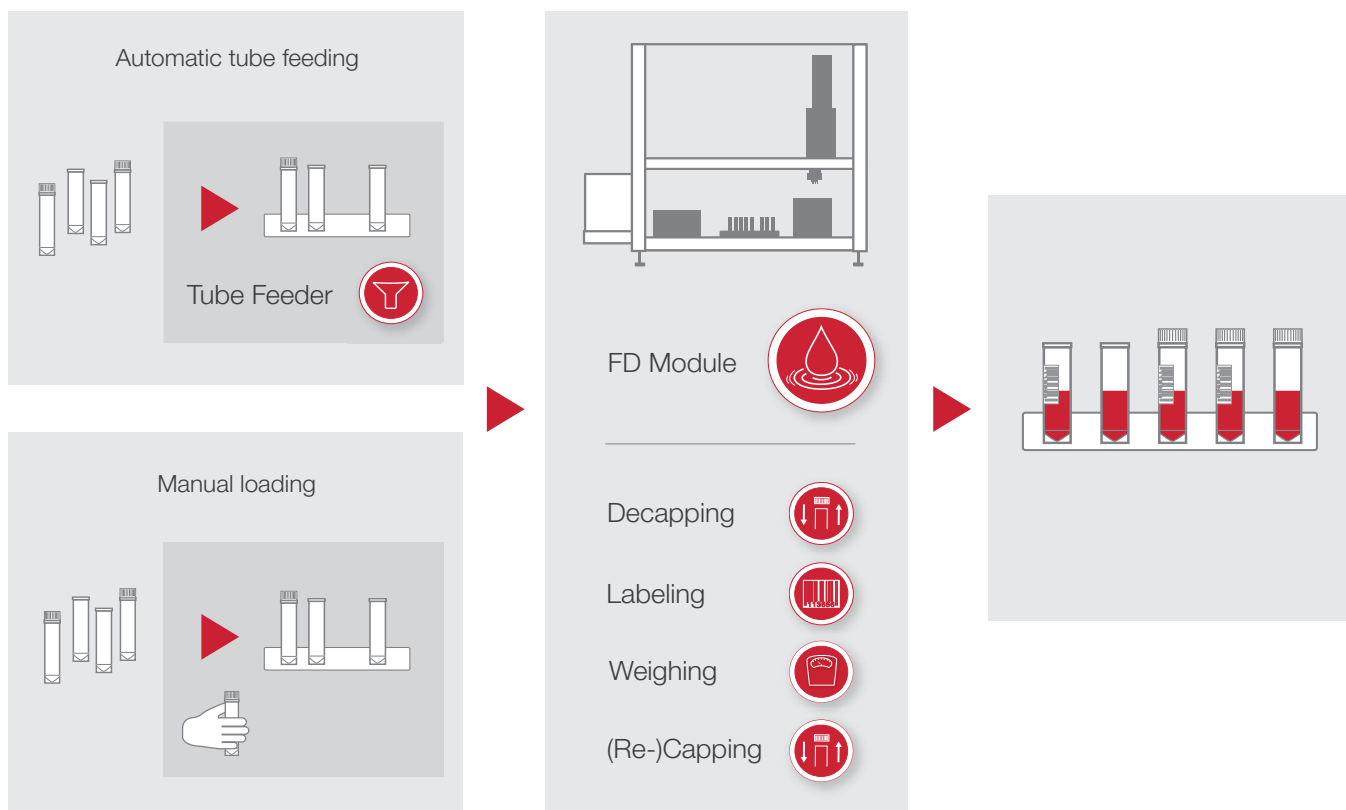 Automatic tube feeding
Tube Feeder
Manual loading
FD Module
Decapping
Labeling
Weighing
(Re-)Capping